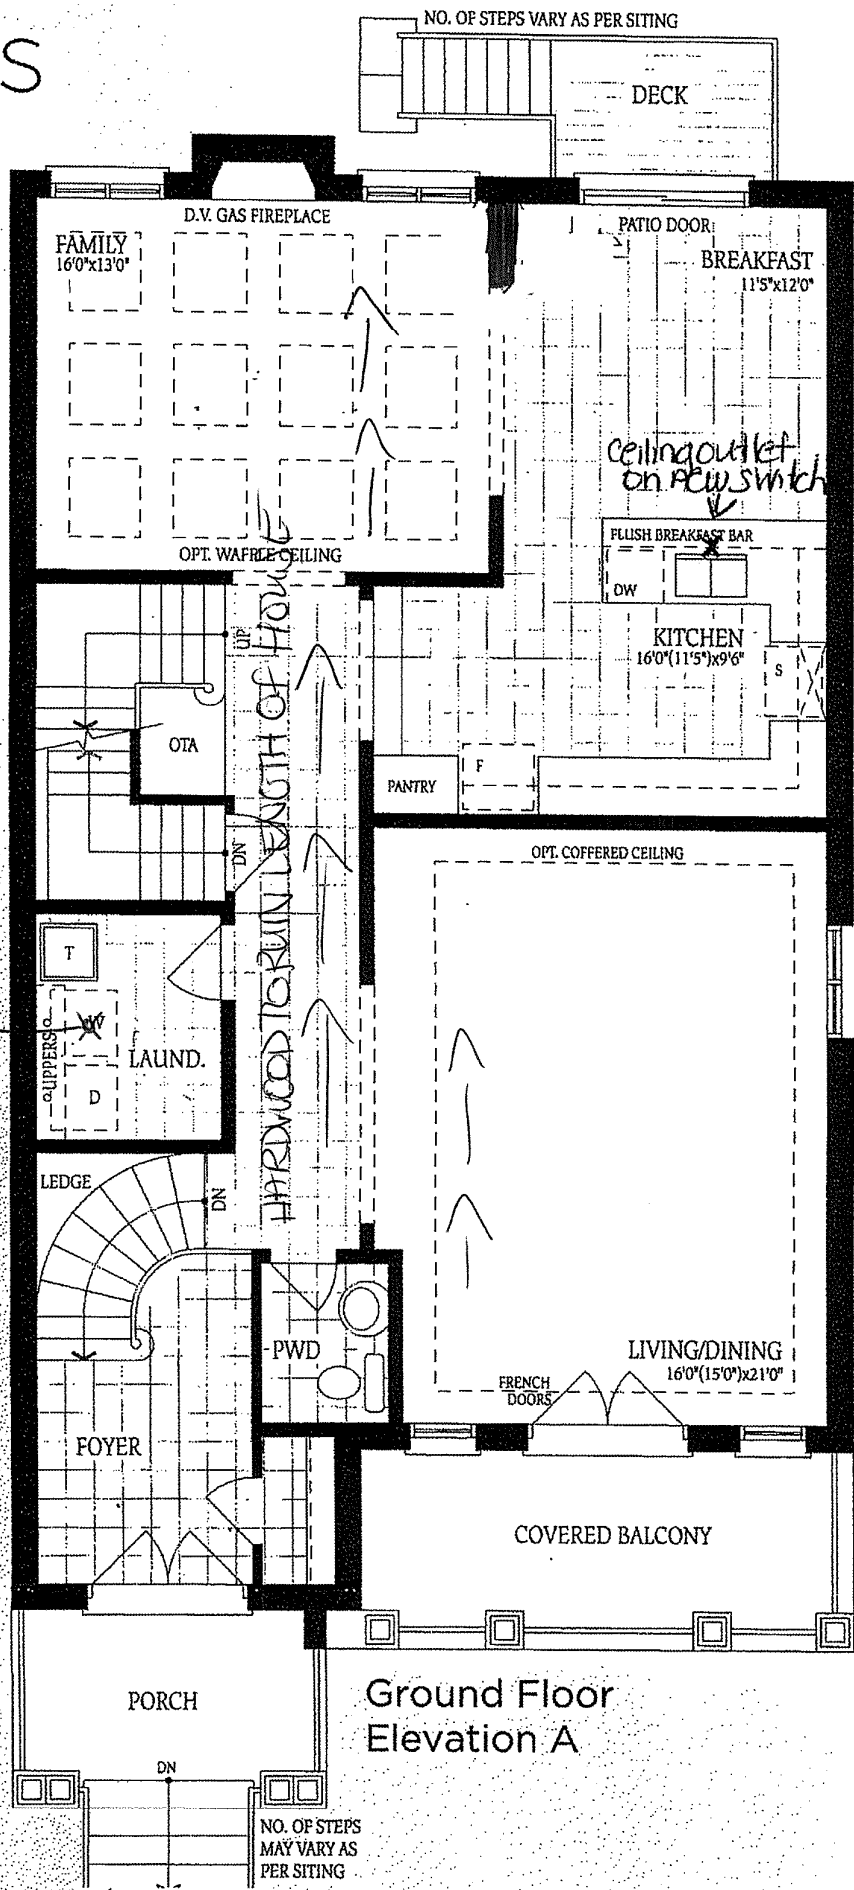 S
NO. OF STEPS VARY AS PER SITING
DECK
D.V. GAS FIREPLACE
PATIO DOOR
FAMILY
16'0"x13'0"
BREAKFAST
11'5"x12'0"
ceiling outlet
on new switch
FLUSH BREAKFAST BAR
OPT. WAFFLE CEILING
DW
UP
KITCHEN
16'0"(11'5")x9'6"
S
OTA
F
PANTRY
DN
HARDWOOD TO RUN LENGTH OF HOUSE
OPT. COFFERED CEILING
T
W
UPPERS
LAUND.
D
LEDGE
DN
PWD
LIVING/DINING
16'0"(15'0")x21'0"
FRENCH
DOORS
FOYER
COVERED BALCONY
PORCH
Ground Floor
Elevation A
DN
NO. OF STEPS
MAY VARY AS
PER SITING